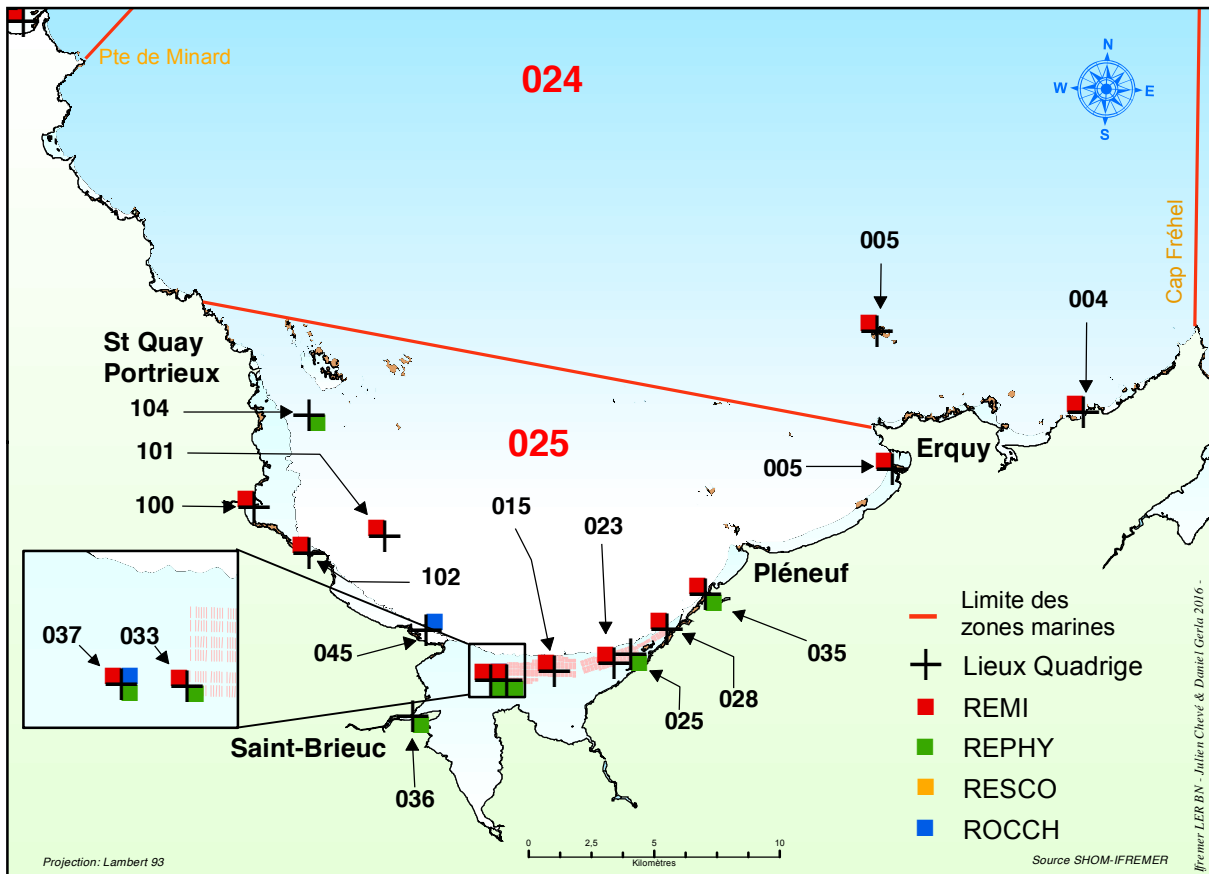 Pte de Minard
024
N
W
E
S
Cap Fréhel
005
004
St Quay
Portrieux
104
101
025
Erquy
005
100
015
023
102
Pléneuf
037
033
045
035
028
025
Saint-Brieuc
036
Limite des
zones marines
Lieux Quadrige
REMI
REPHY
RESCO
ROCCH
0
2,5
5
10
Kilomètres
Projection: Lambert 93
Source SHOM-IFREMER
Ifremer LER BN - Julien Chevé & Daniel Gerla 2016 -